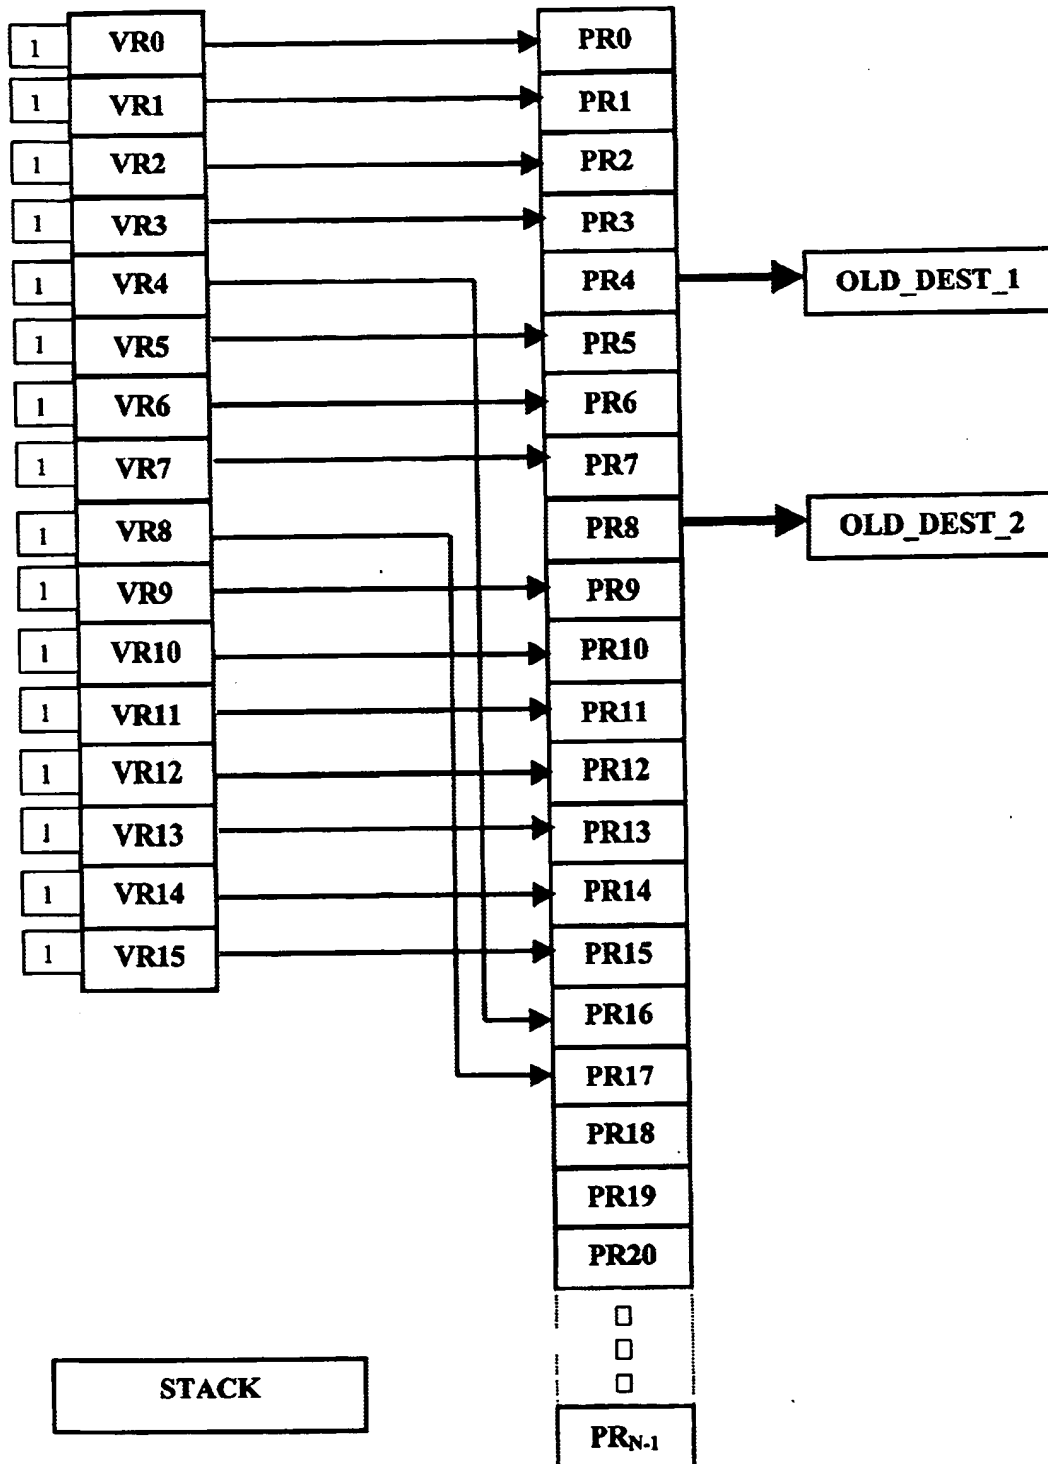 1 VR0 PR0
1 VR1 PR1
1 VR2 PR2
1 VR3 PR3
1 VR4 PR4 OLD_DEST_1
1 VR5 PR5
1 VR6 PR6
1 VR7 PR7
1 VR8 PR8 OLD_DEST_2
1 VR9 PR9
1 VR10 PR10
1 VR11 PR11
1 VR12 PR12
1 VR13 PR13
1 VR14 PR14
1 VR15 PR15
PR16
PR17
PR18
PR19
PR20
STACK
PRN-1